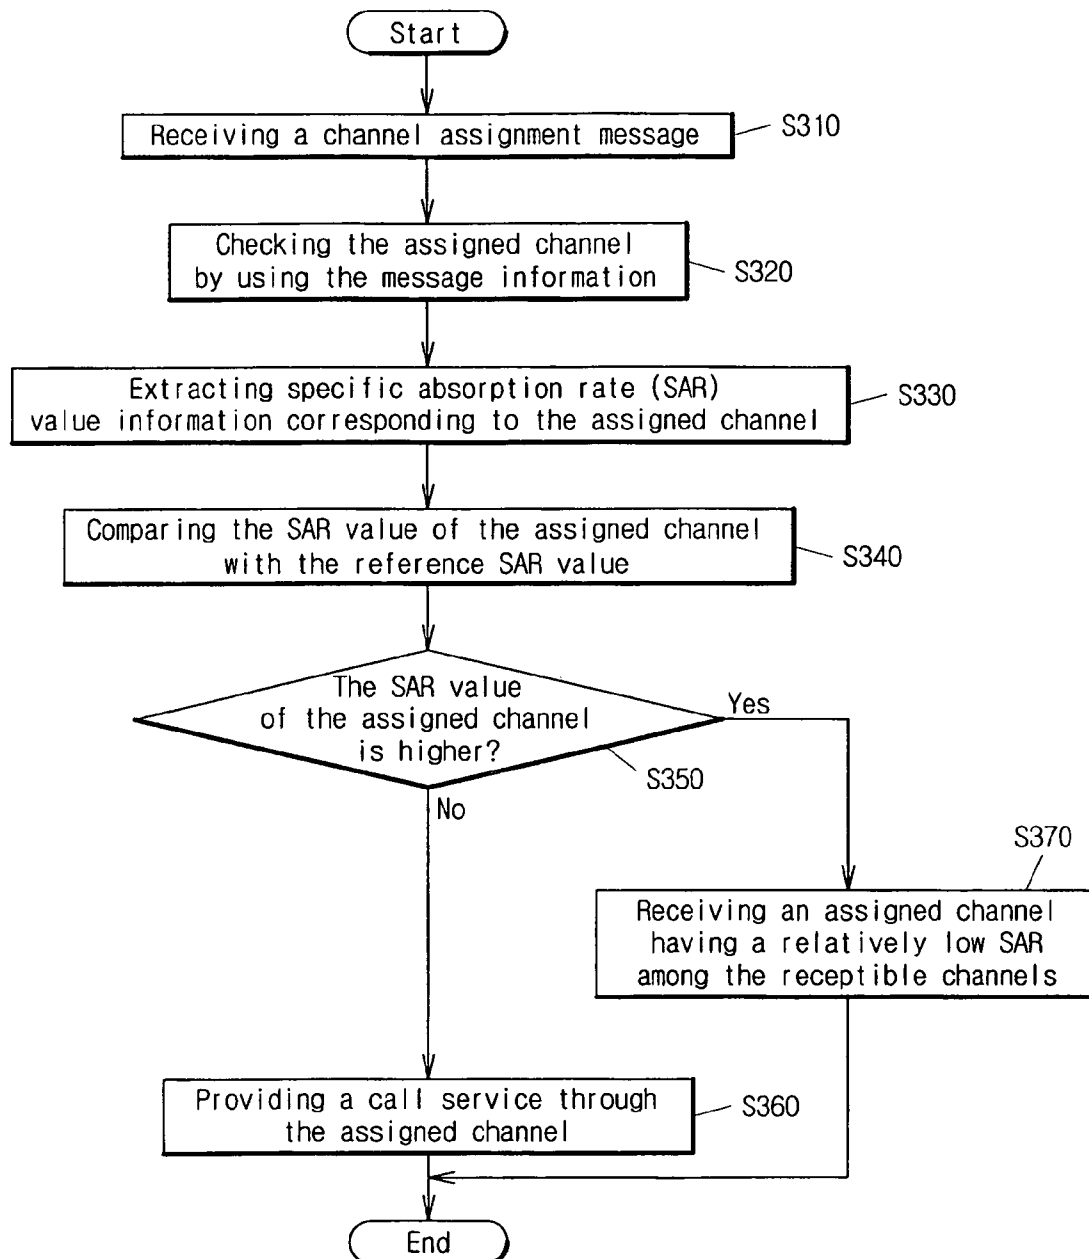 Start
Receiving a channel assignment message
S310
Checking the assigned channel
by using the message information
S320
Extracting specific absorption rate (SAR)
value information corresponding to the assigned channel
S330
Comparing the SAR value of the assigned channel
with the reference SAR value
S340
The SAR value
of the assigned channel
is higher?
Yes
S350
No
S370
Receiving an assigned channel
having a relatively low SAR
among the receptible channels
Providing a call service through
the assigned channel
S360
End